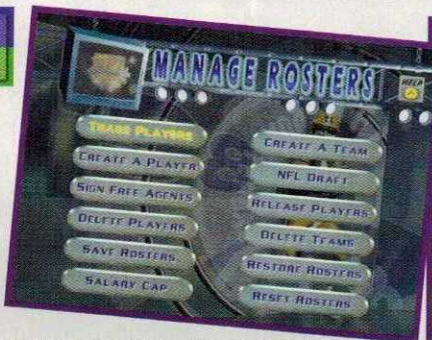 MANAGE ROSTERS
HELP
TRADE PLAYERS
CREATE A PLAYER
SIGN FREE AGENTS
DELETE PLAYERS
SAVE ROSTERS
SALARY CAP
CREATE A TEAM
NFL DRAFT
RELEASE PLAYERS
DELETE TEAMS
RESTORE ROSTERS
RESET ROSTERS